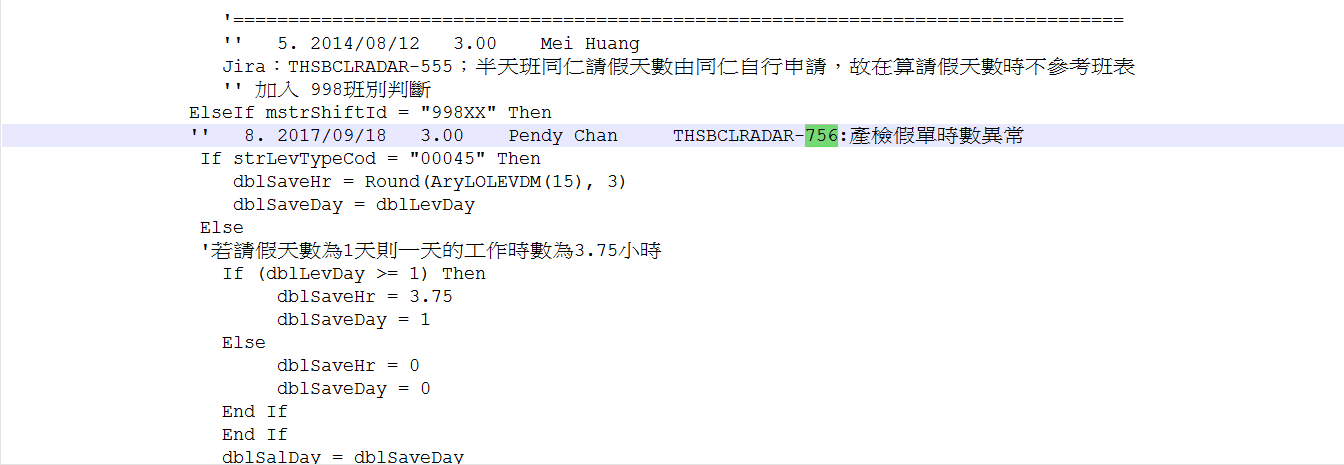 '=================================================================================
''   5. 2014/08/12   3.00    Mei Huang
Jira：THSBCLRADAR-555；半天班同仁請假天數由同仁自行申請，故在算請假天數時不參考班表
'' 加入 998班別判斷
ElseIf mstrShiftId = "998XX" Then
''   8. 2017/09/18   3.00    Pendy Chan     THSBCLRADAR-756:產檢假單時數異常
If strLevTypeCod = "00045" Then
dblSaveHr = Round(AryLOLEVDM(15), 3)
dblSaveDay = dblLevDay
Else
'若請假天數為1天則一天的工作時數為3.75小時
If (dblLevDay >= 1) Then
dblSaveHr = 3.75
dblSaveDay = 1
Else
dblSaveHr = 0
dblSaveDay = 0
End If
End If
dblSalDay = dblSaveDay